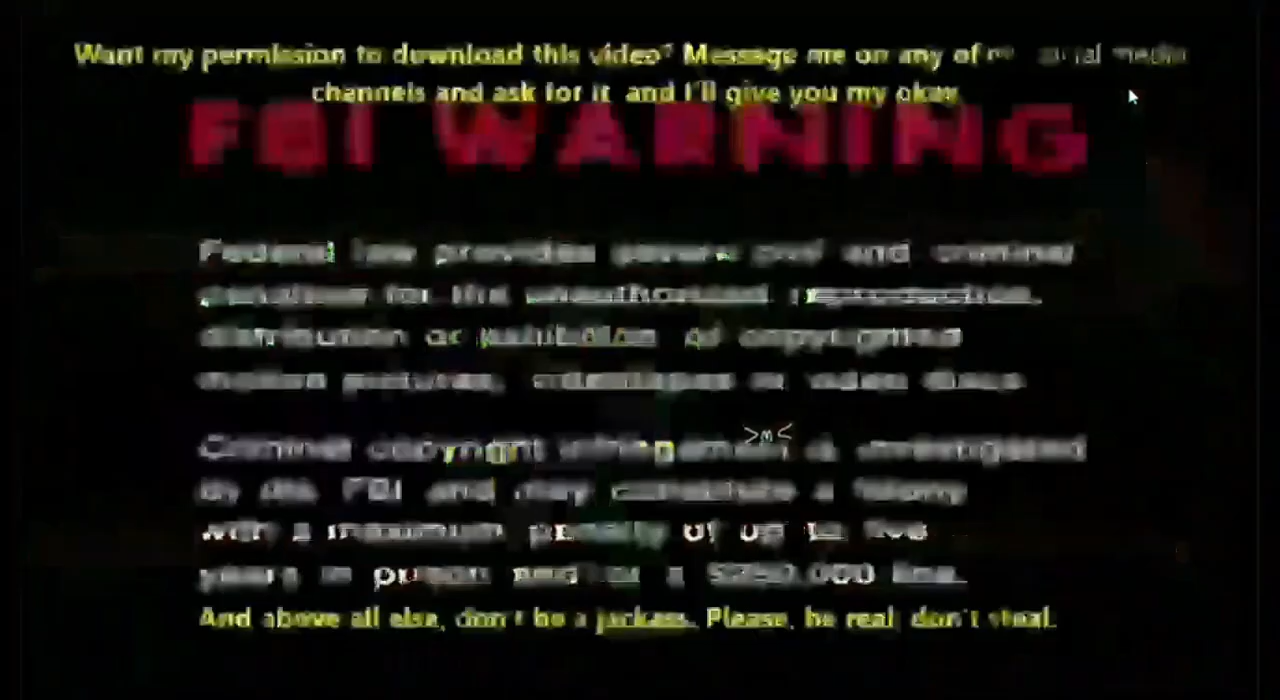 Want my permission to download this video? Message me on any of my social media
channels and ask for it and I'll give you my okay.
FBI WARNING
Federal law provides severe civil and criminal
penalties for the unauthorized reproduction,
distribution or exhibition of copyrighted
motion pictures, videotapes or video discs
>m<
Criminal copyright infringement is investigated
by the FBI and may constitute a felony
with a maximum penalty of up to five
years in prison and/or a $250,000 fine.
And above all else, don't be a jackass. Please, be real; don't steal.